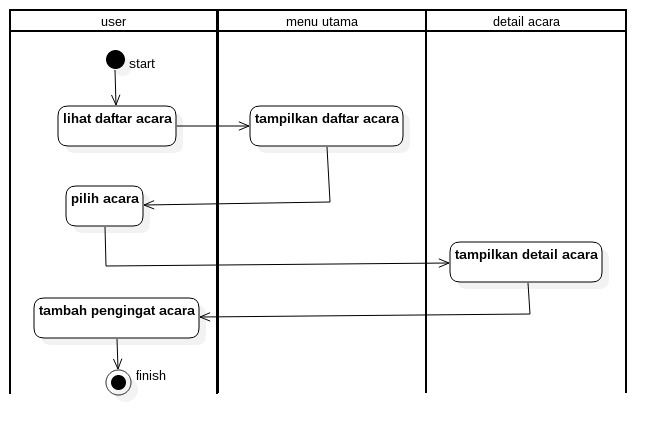 user
menu utama
detail acara
start
lihat daftar acara
tampilkan daftar acara
pilih acara
tampilkan detail acara
tambah pengingat acara
finish